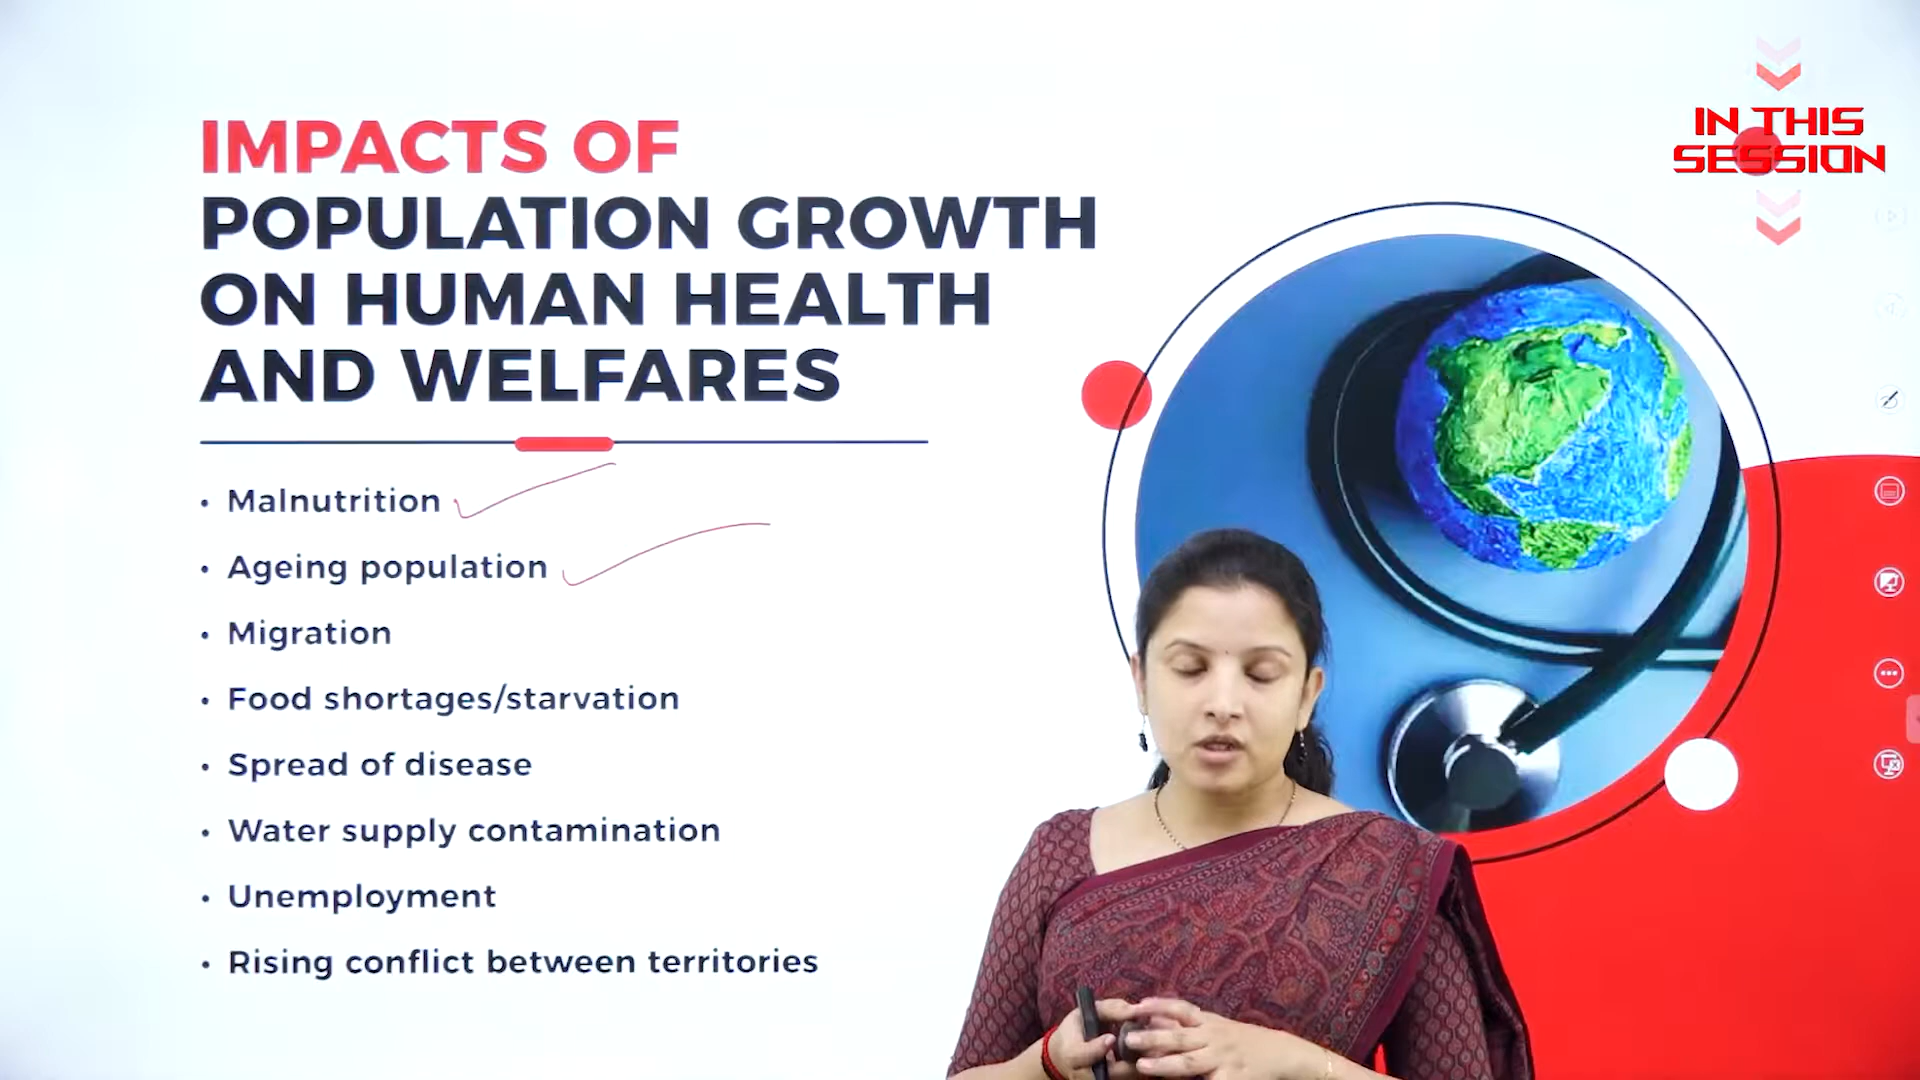 IMPACTS OF
POPULATION GROWTH
ON HUMAN HEALTH
AND WELFARES
• Malnutrition
• Ageing population
• Migration
• Food shortages/starvation
• Spread of disease
• Water supply contamination
• Unemployment
• Rising conflict between territories
IN THIS
SESSION